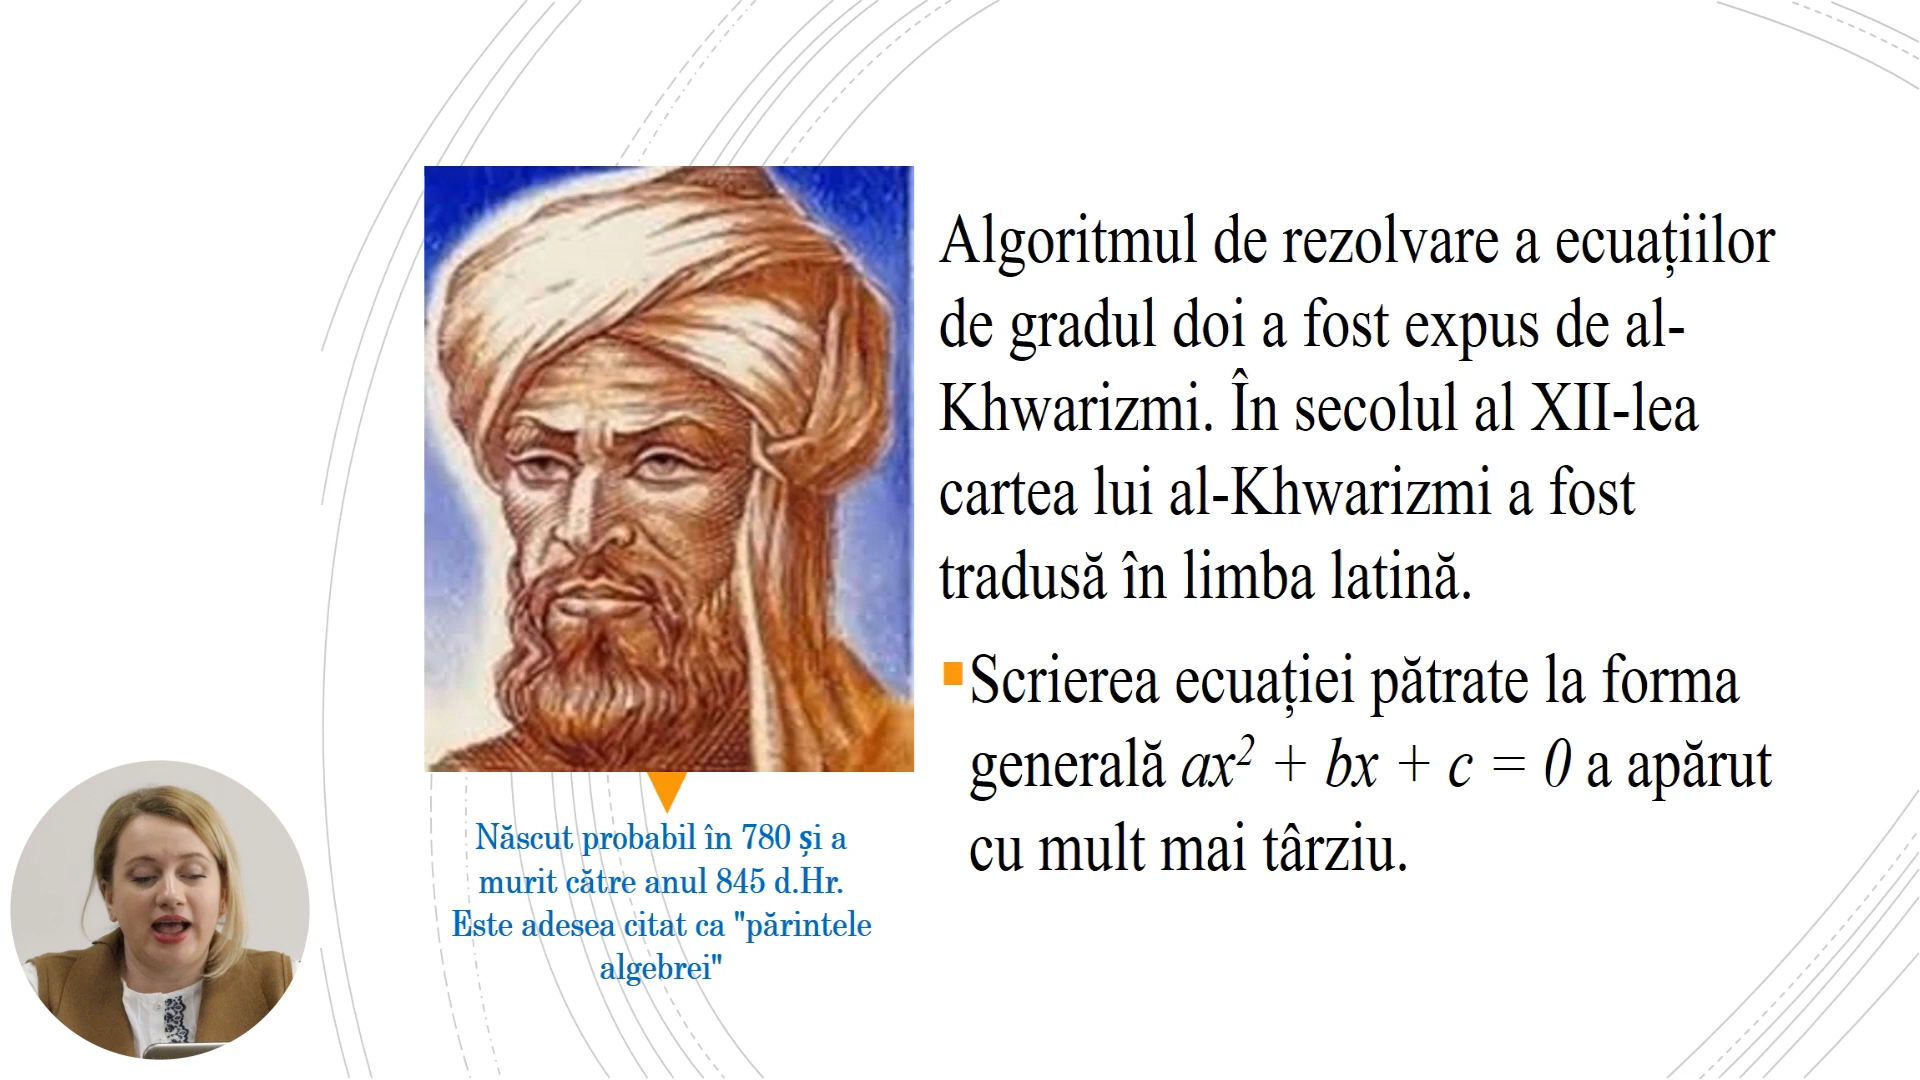 Algoritmul de rezolvare a ecuațiilor
de gradul doi a fost expus de al-
Khwarizmi. În secolul al XII-lea
cartea lui al-Khwarizmi a fost
tradusă în limba latină.
Scrierea ecuației pătrate la forma
generală ax² + bx + c = 0 a apărut
cu mult mai târziu.
Născut probabil în 780 și a
murit către anul 845 d.Hr.
Este adesea citat ca "părintele
algebrei"